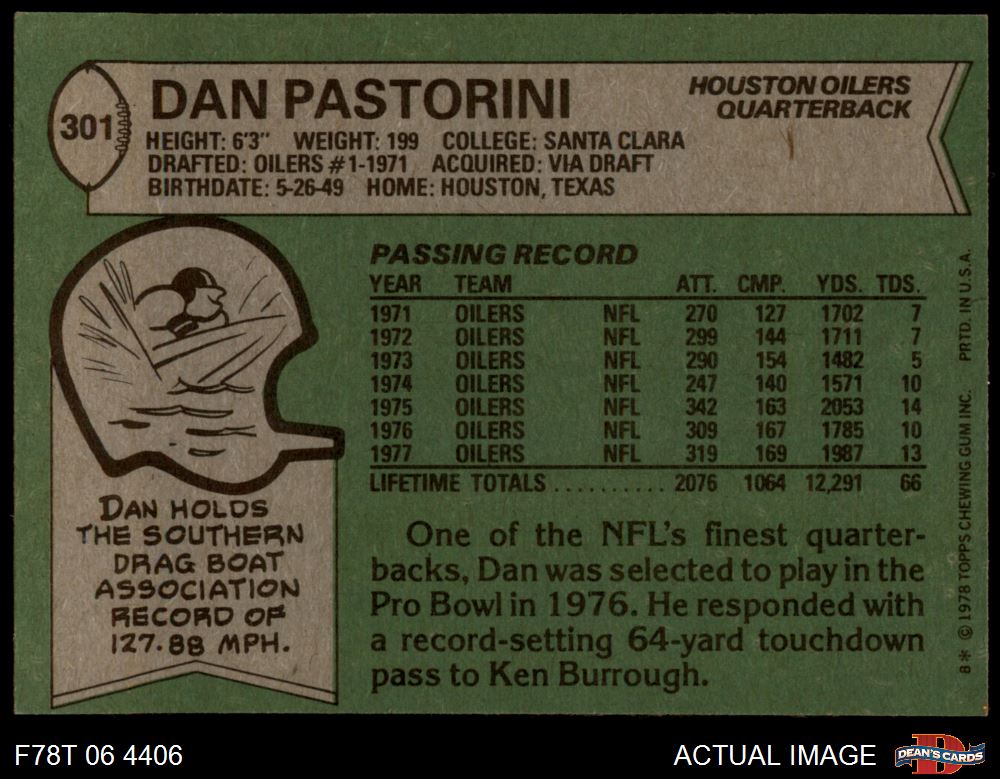 301
DAN PASTORINI
HOUSTON OILERS
QUARTERBACK
HEIGHT: 6'3" WEIGHT: 199 COLLEGE: SANTA CLARA
DRAFTED: OILERS #1-1971 ACQUIRED: VIA DRAFT
BIRTHDATE: 5-26-49 HOME: HOUSTON, TEXAS
PASSING RECORD
YEAR TEAM ATT. CMP. YDS. TDS.
1971 OILERS NFL 270 127 1702 7
1972 OILERS NFL 299 144 1711 7
1973 OILERS NFL 290 154 1482 5
1974 OILERS NFL 247 140 1571 10
1975 OILERS NFL 342 163 2053 14
1976 OILERS NFL 309 167 1785 10
1977 OILERS NFL 319 169 1987 13
LIFETIME TOTALS .......... 2076 1064 12,291 66
DAN HOLDS
THE SOUTHERN
DRAG BOAT
ASSOCIATION
RECORD OF
127.88 MPH.
One of the NFL's finest quarter-
backs, Dan was selected to play in the
Pro Bowl in 1976. He responded with
a record-setting 64-yard touchdown
pass to Ken Burrough.
8* © 1978 TOPPS CHEWING GUM INC. PRTD. IN U.S.A.
F78T 06 4406
ACTUAL IMAGE
DEAN'S CARDS